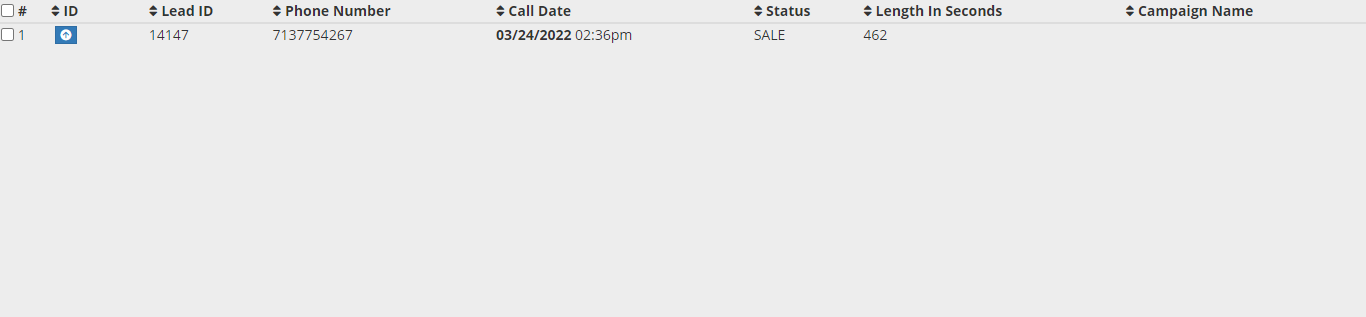 # ID Lead ID Phone Number Call Date Status Length In Seconds Campaign Name
1 14147 7137754267 03/24/2022 02:36pm SALE 462